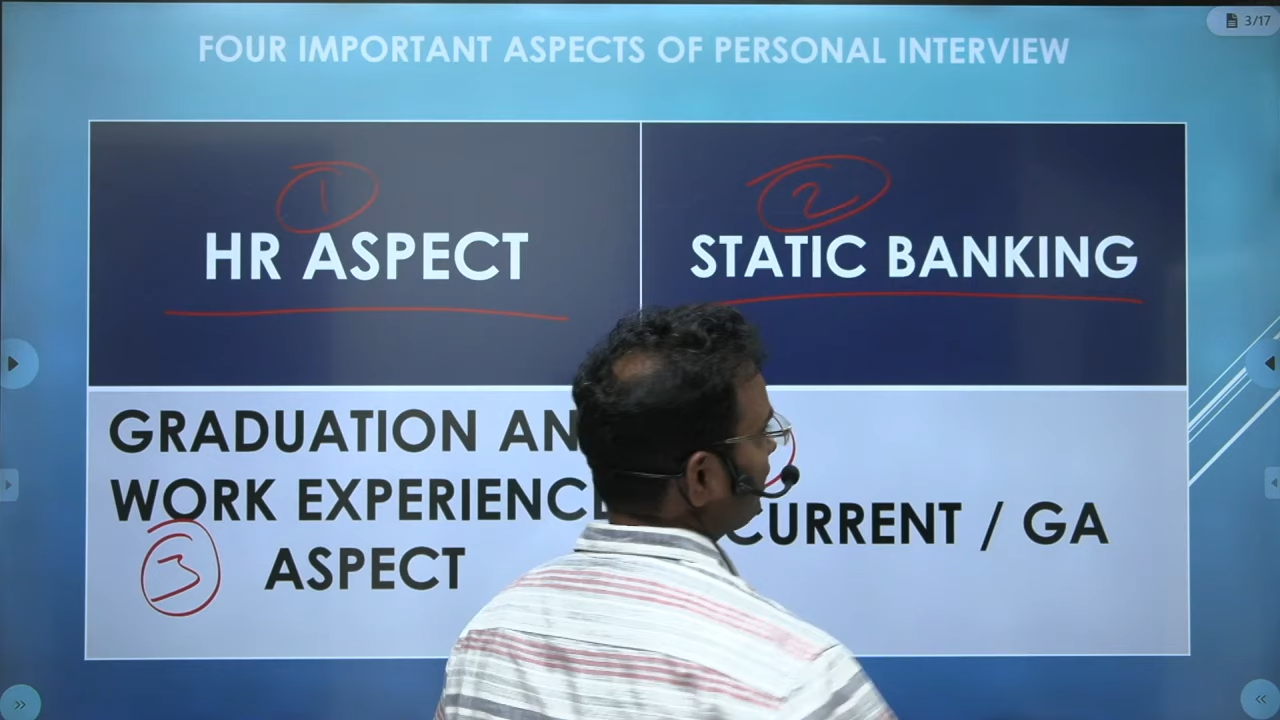 3/17
FOUR IMPORTANT ASPECTS OF PERSONAL INTERVIEW
1
HR ASPECT
2
STATIC BANKING
GRADUATION AN
WORK EXPERIENC
3 ASPECT
CURRENT / GA